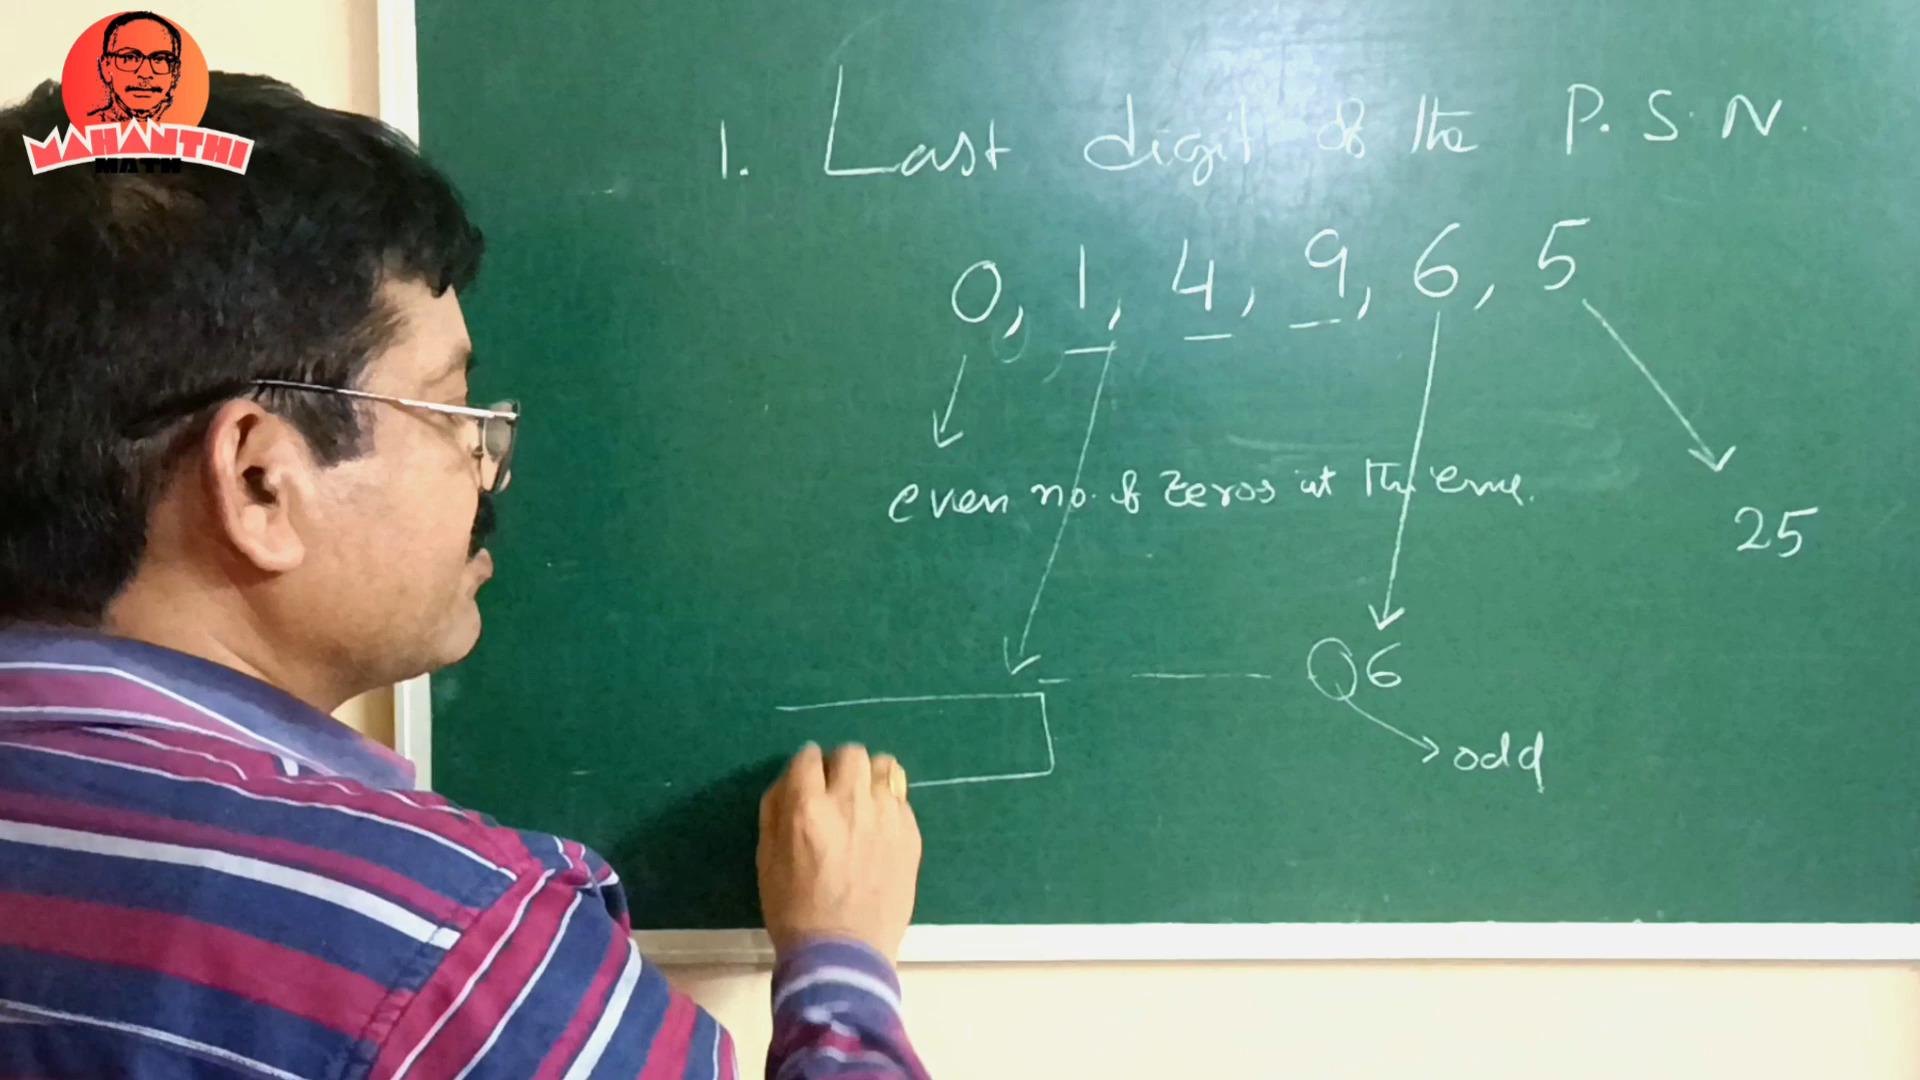 MAHANTHI
MATH
1. Last digit of the P.S.N.
0, 1, 4, 9, 6, 5
even no. of zeros at the
25
06
odd